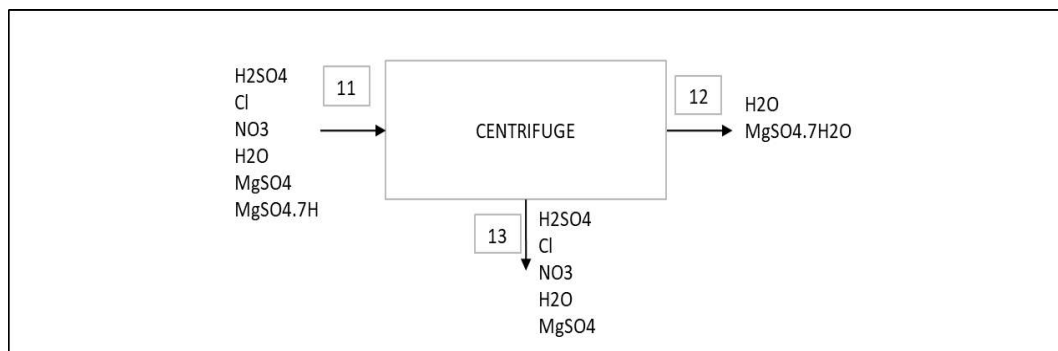 H2SO4
Cl
NO3
H2O
MgSO4
MgSO4.7H
11
CENTRIFUGE
12
H2O
MgSO4.7H2O
13
H2SO4
Cl
NO3
H2O
MgSO4